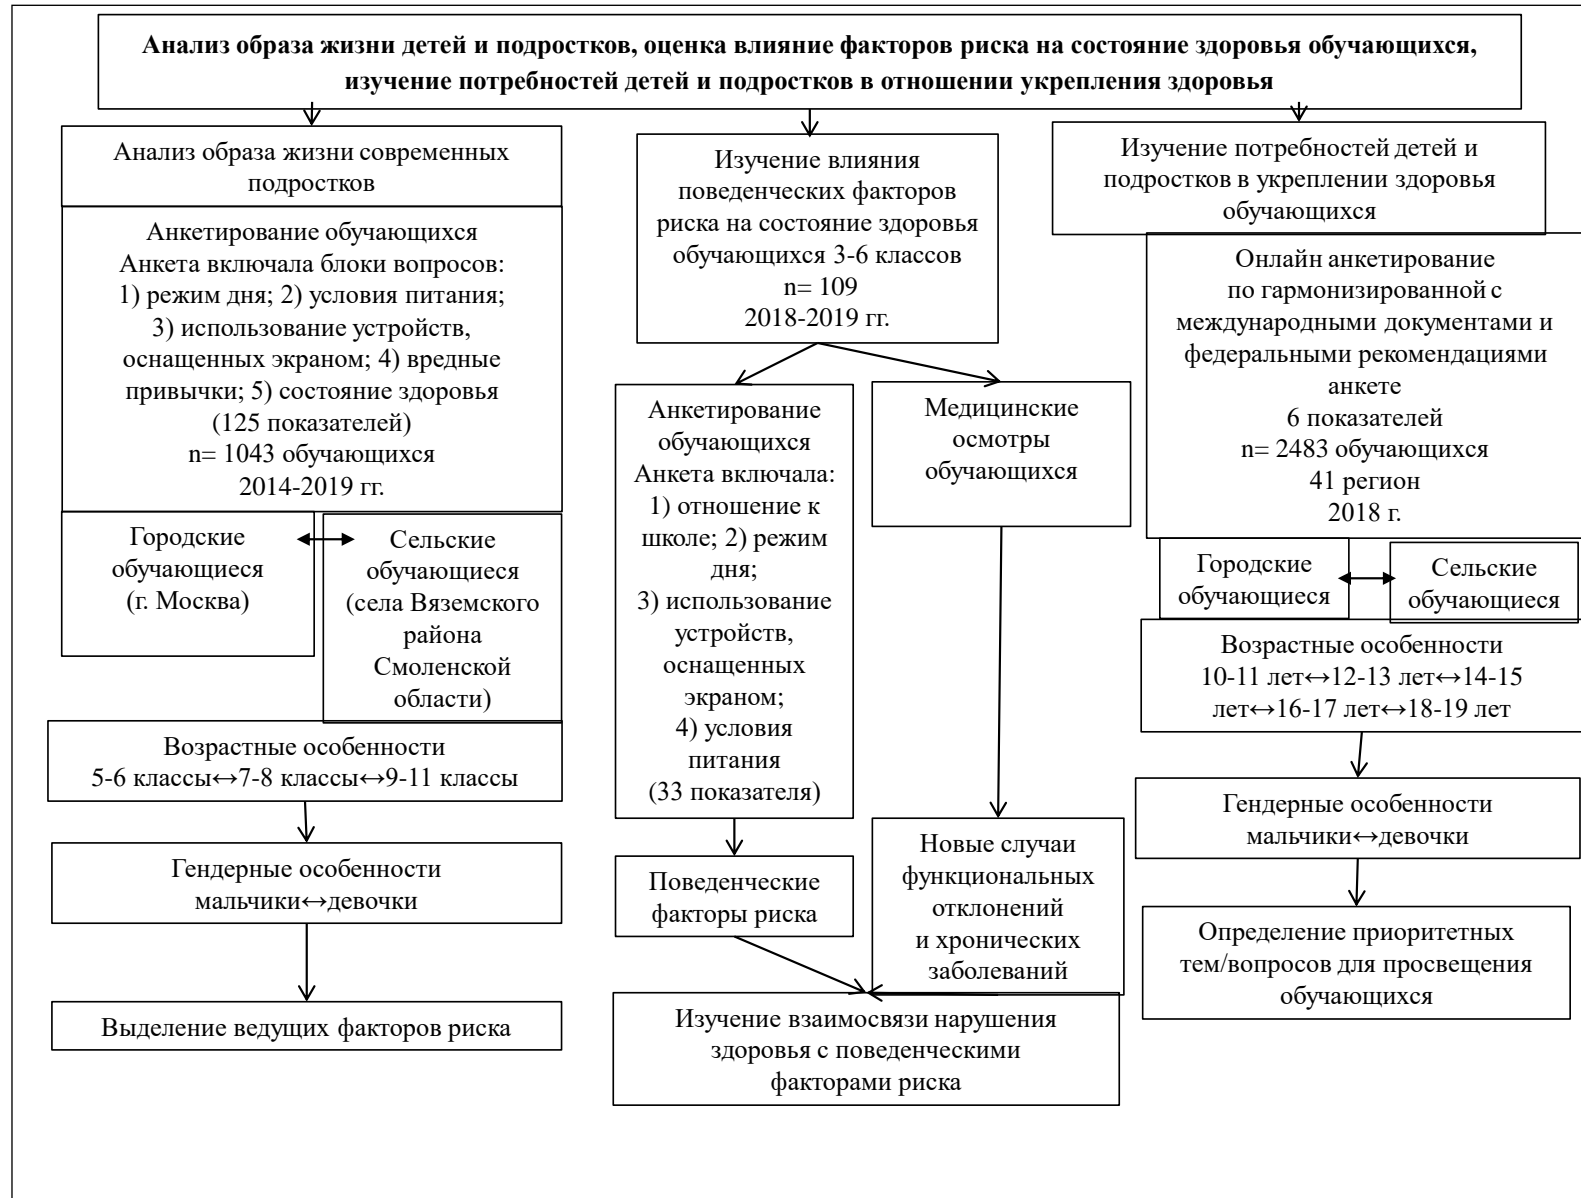 Анализ образа жизни детей и подростков, оценка влияние факторов риска на состояние здоровья обучающихся,
изучение потребностей детей и подростков в отношении укрепления здоровья
Анализ образа жизни современных
подростков
Анкетирование обучающихся
Анкета включала блоки вопросов:
1) режим дня; 2) условия питания;
3) использование устройств,
оснащенных экраном; 4) вредные
привычки; 5) состояние здоровья
(125 показателей)
n= 1043 обучающихся
2014-2019 гг.
Городские
обучающиеся
(г. Москва)
Сельские
обучающиеся
(села Вяземского
района
Смоленской
области)
Возрастные особенности
5-6 классы↔7-8 классы↔9-11 классы
Гендерные особенности
мальчики↔девочки
Выделение ведущих факторов риска
Изучение влияния
поведенческих факторов
риска на состояние здоровья
обучающихся 3-6 классов
n= 109
2018-2019 гг.
Анкетирование
обучающихся
Анкета включала:
1) отношение к
школе; 2) режим
дня;
3) использование
устройств,
оснащенных
экраном;
4) условия
питания
(33 показателя)
Медицинские
осмотры
обучающихся
Поведенческие
факторы риска
Новые случаи
функциональных
отклонений
и хронических
заболеваний
Изучение взаимосвязи нарушения
здоровья с поведенческими
факторами риска
Изучение потребностей детей и
подростков в укреплении здоровья
обучающихся
Онлайн анкетирование
по гармонизированной с
международными документами и
федеральными рекомендациями
анкете
6 показателей
n= 2483 обучающихся
41 регион
2018 г.
Городские
обучающиеся
Сельские
обучающиеся
Возрастные особенности
10-11 лет↔12-13 лет↔14-15
лет↔16-17 лет↔18-19 лет
Гендерные особенности
мальчики↔девочки
Определение приоритетных
тем/вопросов для просвещения
обучающихся